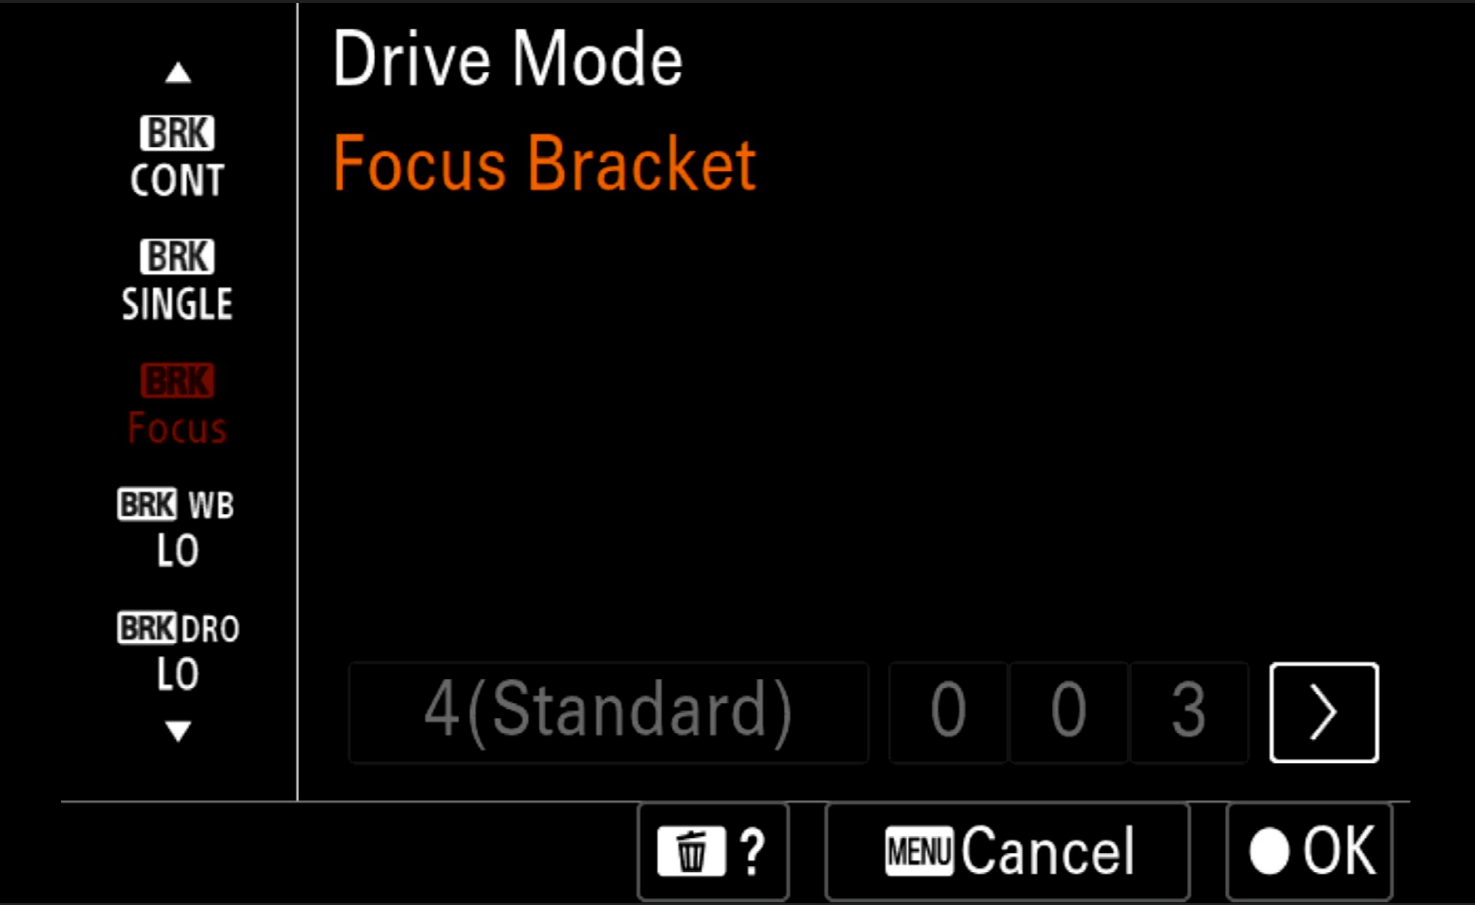 Drive Mode
Focus Bracket
BRK
CONT
BRK
SINGLE
BRK
Focus
BRK WB
LO
BRK DRO
LO
4(Standard) 0 0 3 >
? MENU Cancel OK